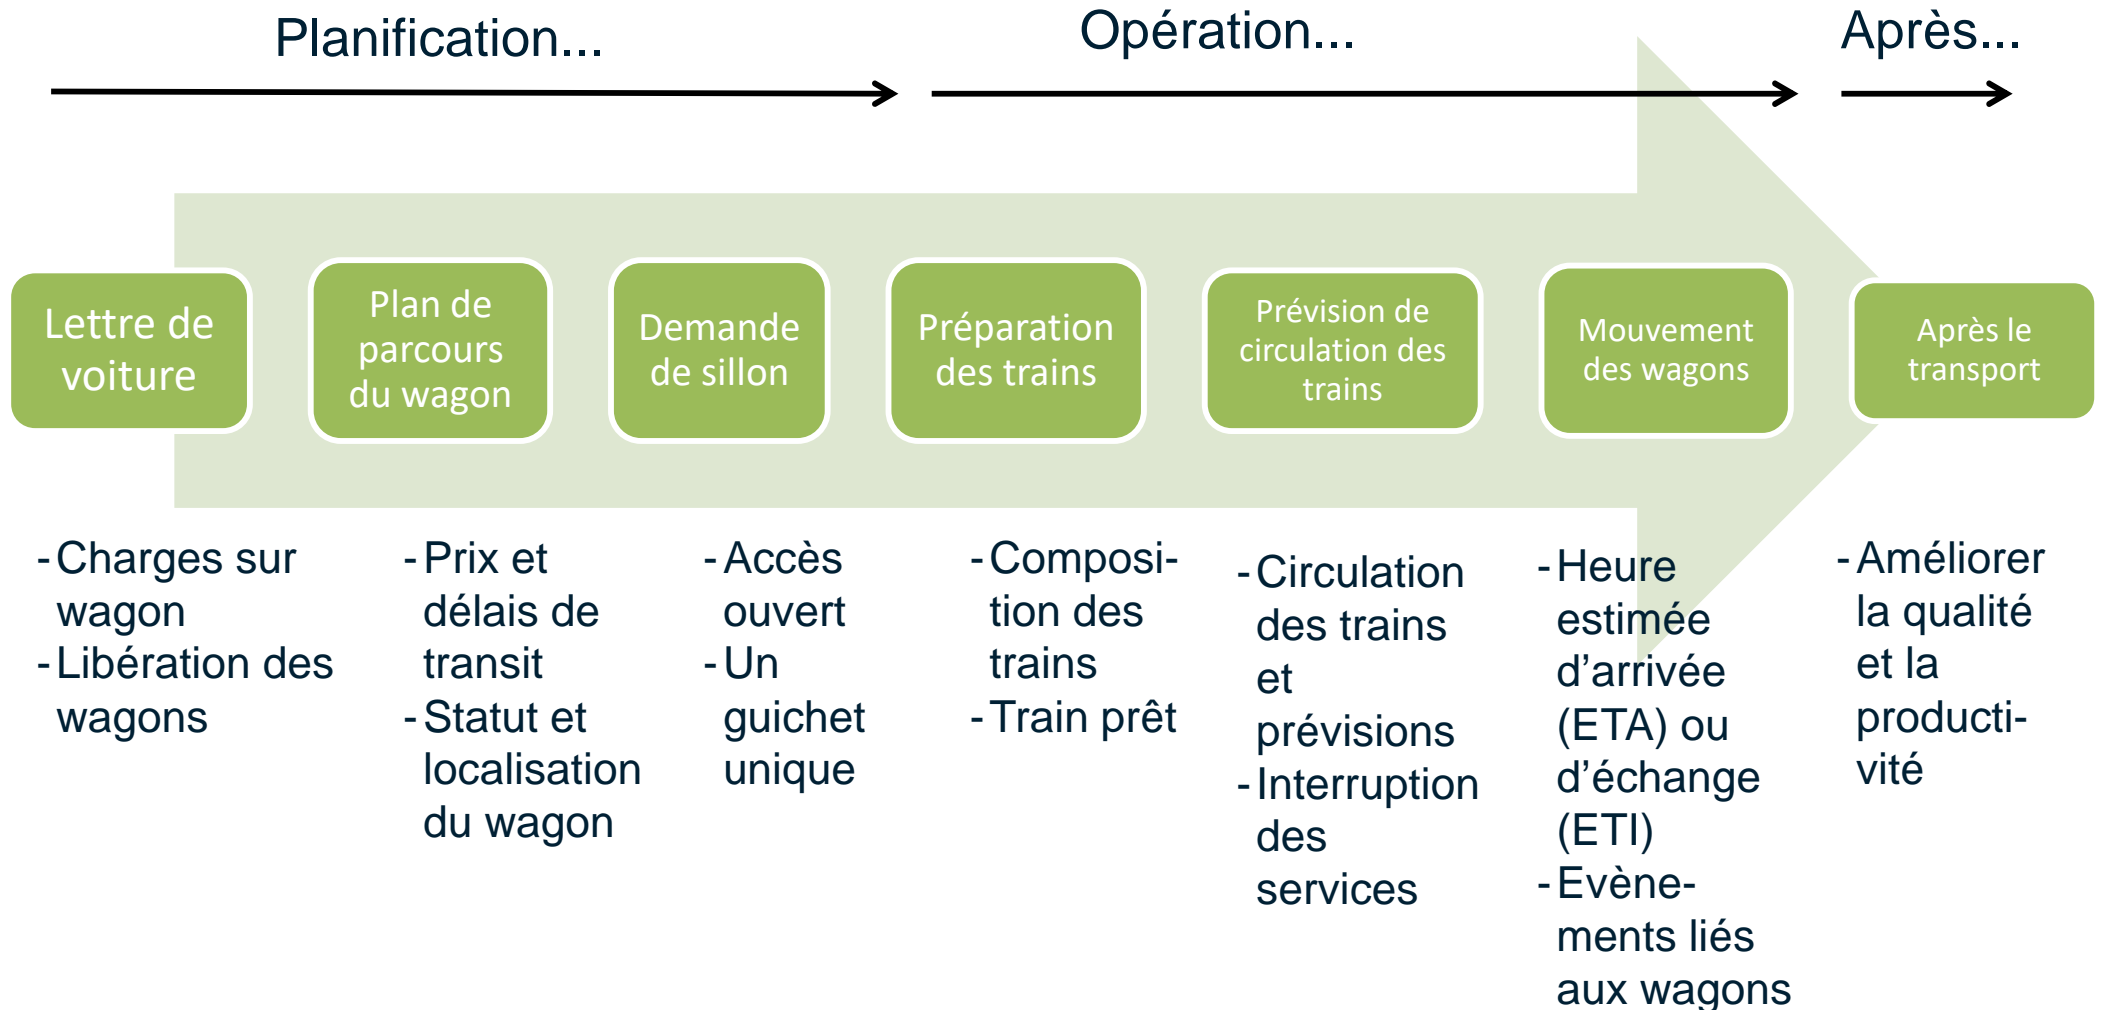 Planification...
Opération...
Après...
Lettre de
voiture
Plan de
parcours
du wagon
Demande
de sillon
Préparation
des trains
Prévision de
circulation des
trains
Mouvement
des wagons
Après le
transport
-Charges sur
wagon
-Libération des
wagons
-Prix et
délais de
transit
-Statut et
localisation
du wagon
-Accès
ouvert
-Un
guichet
unique
-Composi-
tion des
trains
-Train prêt
-Circulation
des trains
et
prévisions
-Interruption
des
services
-Heure
estimée
d’arrivée
(ETA) ou
d’échange
(ETI)
-Evène-
ments liés
aux wagons
-Améliorer
la qualité
et la
producti-
vité